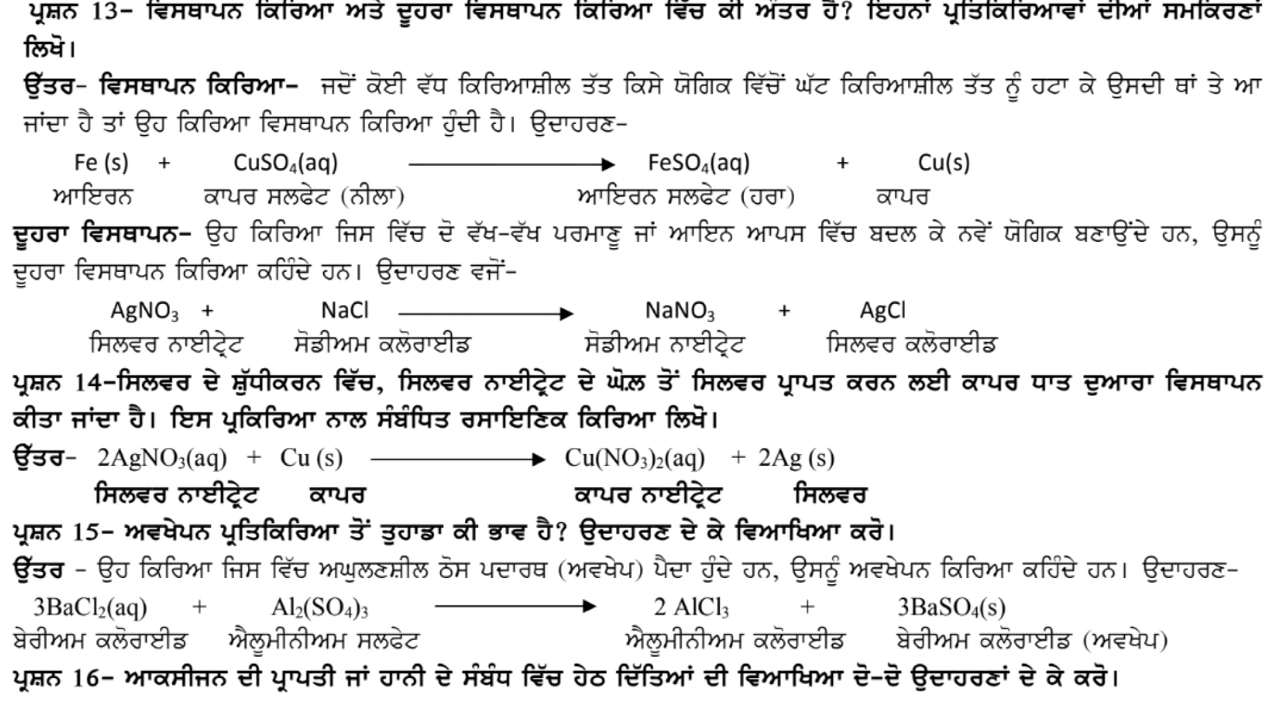 ਪ੍ਰਸ਼ਨ 13- ਵਿਸਥਾਪਨ ਕਿਰਿਆ ਅਤੇ ਦੂਹਰਾ ਵਿਸਥਾਪਨ ਕਿਰਿਆ ਵਿੱਚ ਕੀ ਅੰਤਰ ਹੈ? ਇਹਨਾਂ ਪ੍ਰਤਿਕਿਰਿਆਵਾਂ ਦੀਆਂ ਸਮਕਿਰਣਾਂ
ਲਿਖੋ।
ਉੱਤਰ- ਵਿਸਥਾਪਨ ਕਿਰਿਆ- ਜਦੋਂ ਕੋਈ ਵੱਧ ਕਿਰਿਆਸ਼ੀਲ ਤੱਤ ਕਿਸੇ ਯੋਗਿਕ ਵਿੱਚੋਂ ਘੱਟ ਕਿਰਿਆਸ਼ੀਲ ਤੱਤ ਨੂੰ ਹਟਾ ਕੇ ਉਸਦੀ ਥਾਂ ਤੇ ਆ
ਜਾਂਦਾ ਹੈ ਤਾਂ ਉਹ ਕਿਰਿਆ ਵਿਸਥਾਪਨ ਕਿਰਿਆ ਹੁੰਦੀ ਹੈ। ਉਦਾਹਰਣ-
Fe (s) + CuSO₄(aq) ⟶ FeSO₄(aq) + Cu(s)
ਆਇਰਨ ਕਾਪਰ ਸਲਫੇਟ (ਨੀਲਾ) ਆਇਰਨ ਸਲਫੇਟ (ਹਰਾ) ਕਾਪਰ
ਦੂਹਰਾ ਵਿਸਥਾਪਨ- ਉਹ ਕਿਰਿਆ ਜਿਸ ਵਿੱਚ ਦੋ ਵੱਖ-ਵੱਖ ਪਰਮਾਣੂ ਜਾਂ ਆਇਨ ਆਪਸ ਵਿੱਚ ਬਦਲ ਕੇ ਨਵੇਂ ਯੋਗਿਕ ਬਣਾਉਂਦੇ ਹਨ, ਉਸਨੂੰ
ਦੂਹਰਾ ਵਿਸਥਾਪਨ ਕਿਰਿਆ ਕਹਿੰਦੇ ਹਨ। ਉਦਾਹਰਣ ਵਜੋਂ-
AgNO₃ + NaCl ⟶ NaNO₃ + AgCl
ਸਿਲਵਰ ਨਾਈਟ੍ਰੇਟ ਸੋਡੀਅਮ ਕਲੋਰਾਈਡ ਸੋਡੀਅਮ ਨਾਈਟ੍ਰੇਟ ਸਿਲਵਰ ਕਲੋਰਾਈਡ
ਪ੍ਰਸ਼ਨ 14-ਸਿਲਵਰ ਦੇ ਸ਼ੁੱਧੀਕਰਨ ਵਿੱਚ, ਸਿਲਵਰ ਨਾਈਟ੍ਰੇਟ ਦੇ ਘੋਲ਼ ਤੋਂ ਸਿਲਵਰ ਪ੍ਰਾਪਤ ਕਰਨ ਲਈ ਕਾਪਰ ਧਾਤ ਦੁਆਰਾ ਵਿਸਥਾਪਨ
ਕੀਤਾ ਜਾਂਦਾ ਹੈ। ਇਸ ਪ੍ਰਕਿਰਿਆ ਨਾਲ ਸੰਬੰਧਿਤ ਰਸਾਇਣਿਕ ਕਿਰਿਆ ਲਿਖੋ।
ਉੱਤਰ- 2AgNO₃(aq) + Cu (s) ⟶ Cu(NO₃)₂(aq) + 2Ag (s)
ਸਿਲਵਰ ਨਾਈਟ੍ਰੇਟ ਕਾਪਰ ਕਾਪਰ ਨਾਈਟ੍ਰੇਟ ਸਿਲਵਰ
ਪ੍ਰਸ਼ਨ 15- ਅਵਖੇਪਨ ਪ੍ਰਤਿਕਿਰਿਆ ਤੋਂ ਤੁਹਾਡਾ ਕੀ ਭਾਵ ਹੈ? ਉਦਾਹਰਣ ਦੇ ਕੇ ਵਿਆਖਿਆ ਕਰੋ।
ਉੱਤਰ - ਉਹ ਕਿਰਿਆ ਜਿਸ ਵਿੱਚ ਅਘੁਲਣਸ਼ੀਲ ਠੋਸ ਪਦਾਰਥ (ਅਵਖੇਪ) ਪੈਦਾ ਹੁੰਦੇ ਹਨ, ਉਸਨੂੰ ਅਵਖੇਪਨ ਕਿਰਿਆ ਕਹਿੰਦੇ ਹਨ। ਉਦਾਹਰਣ-
3BaCl₂(aq) + Al₂(SO₄)₃ ⟶ 2 AlCl₃ + 3BaSO₄(s)
ਬੇਰੀਅਮ ਕਲੋਰਾਈਡ ਐਲੂਮੀਨੀਅਮ ਸਲਫੇਟ ਐਲੂਮੀਨੀਅਮ ਕਲੋਰਾਈਡ ਬੇਰੀਅਮ ਕਲੋਰਾਈਡ (ਅਵਖੇਪ)
ਪ੍ਰਸ਼ਨ 16- ਆਕਸੀਜਨ ਦੀ ਪ੍ਰਾਪਤੀ ਜਾਂ ਹਾਨੀ ਦੇ ਸੰਬੰਧ ਵਿੱਚ ਹੇਠ ਦਿੱਤਿਆਂ ਦੀ ਵਿਆਖਿਆ ਦੋ-ਦੋ ਉਦਾਹਰਣਾਂ ਦੇ ਕੇ ਕਰੋ।